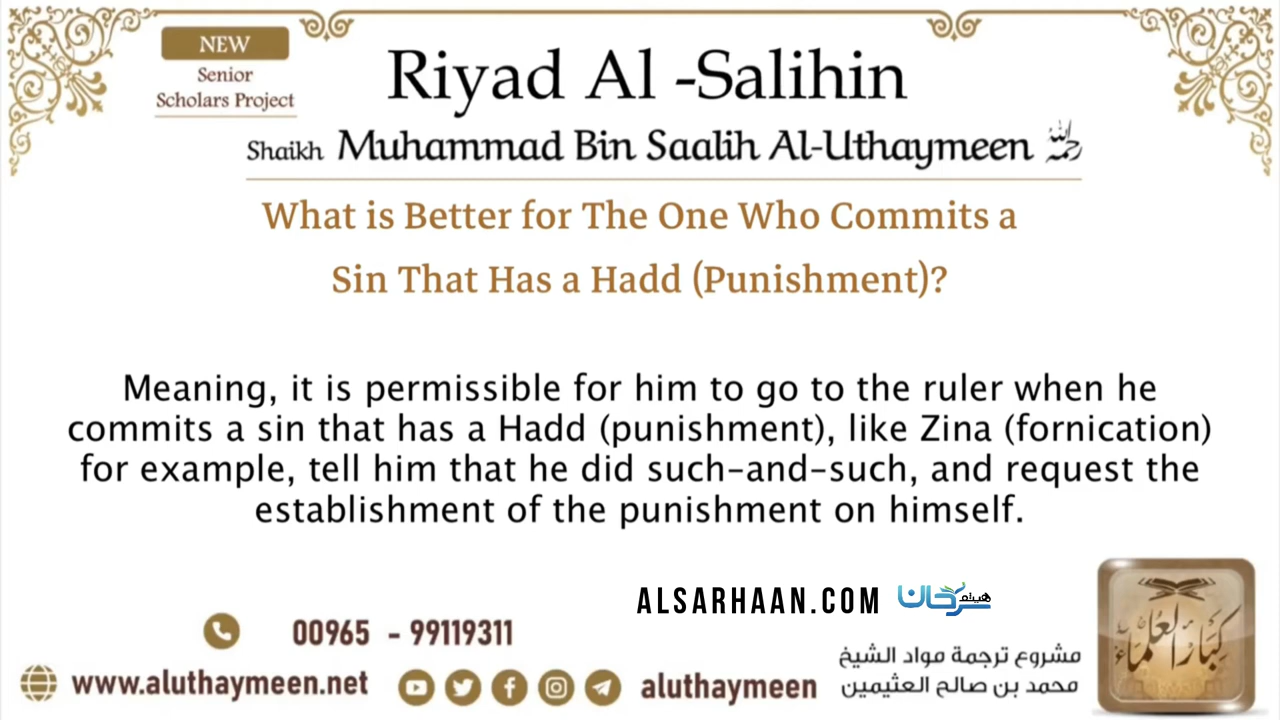 NEW
Senior
Scholars Project
Riyad Al -Salihin
Shaikh Muhammad Bin Saalih Al-Uthaymeen رحمه الله
What is Better for The One Who Commits a
Sin That Has a Hadd (Punishment)?
Meaning, it is permissible for him to go to the ruler when he
commits a sin that has a Hadd (punishment), like Zina (fornication)
for example, tell him that he did such-and-such, and request the
establishment of the punishment on himself.
ALSARHAAN.COM هيثم سرحان
00965 - 99119311
www.aluthaymeen.net
aluthaymeen
مشروع ترجمة مواد الشيخ
محمد بن صالح العثيمين
كبار العلماء